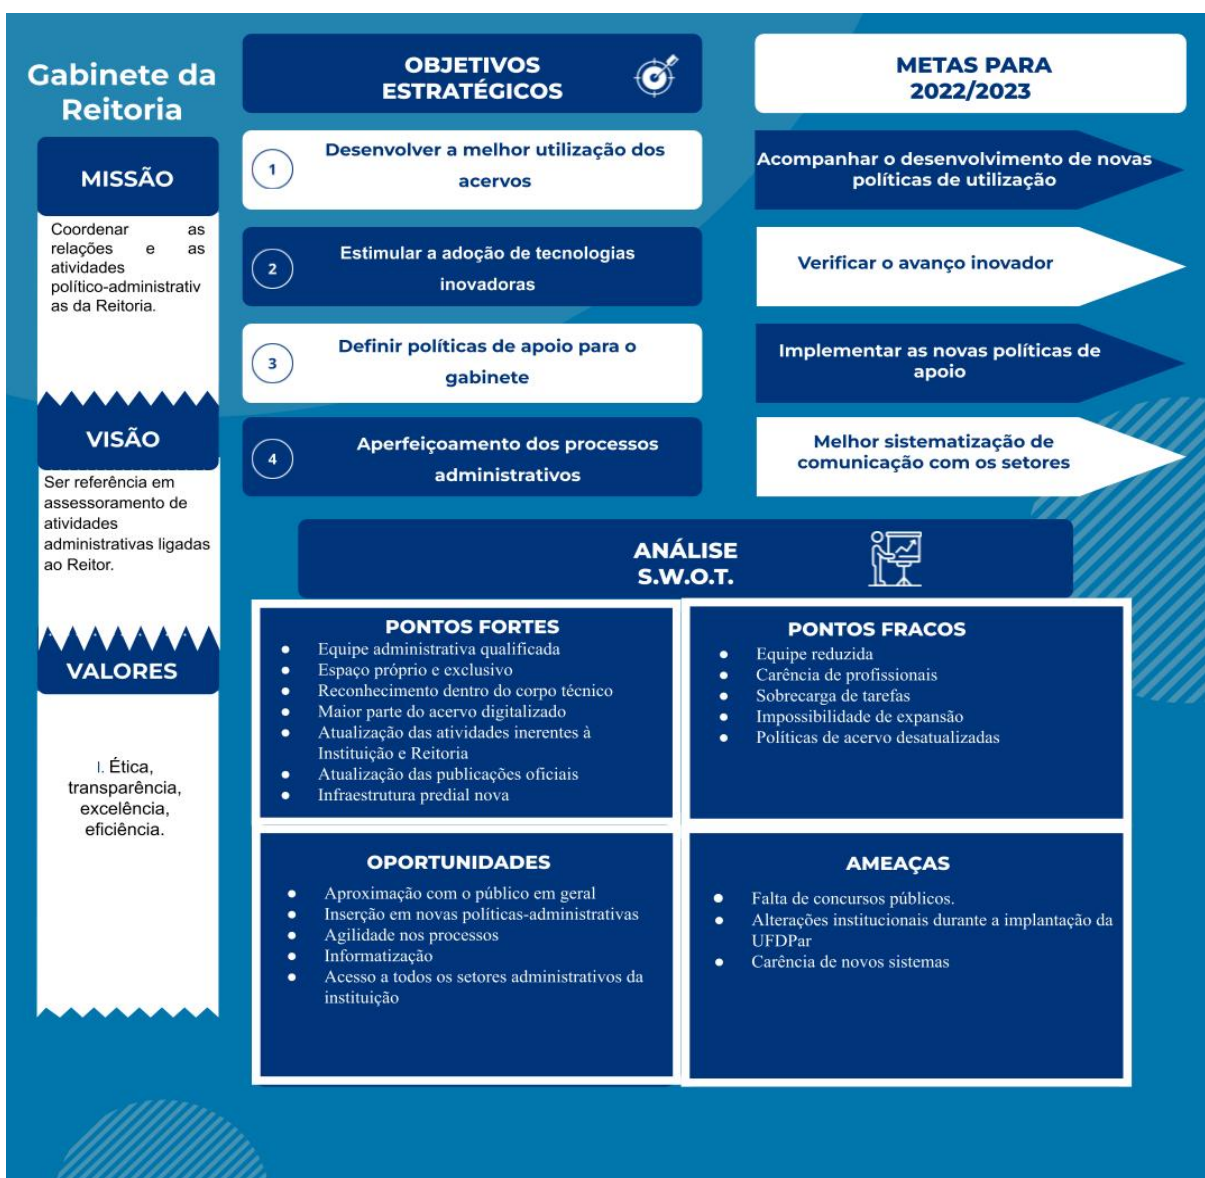 Gabinete da
Reitoria
MISSÃO
Coordenar as
relações e as
atividades
político-administrativ
as da Reitoria.
VISÃO
Ser referência em
assessoramento de
atividades
administrativas ligadas
ao Reitor.
VALORES
I. Ética,
transparência,
excelência,
eficiência.
OBJETIVOS
ESTRATÉGICOS
1
Desenvolver a melhor utilização dos
acervos
2
Estimular a adoção de tecnologias
inovadoras
3
Definir políticas de apoio para o
gabinete
4
Aperfeiçoamento dos processos
administrativos
METAS PARA
2022/2023
Acompanhar o desenvolvimento de novas
políticas de utilização
Verificar o avanço inovador
Implementar as novas políticas de
apoio
Melhor sistematização de
comunicação com os setores
ANÁLISE
S.W.O.T.
PONTOS FORTES
● Equipe administrativa qualificada
● Espaço próprio e exclusivo
● Reconhecimento dentro do corpo técnico
● Maior parte do acervo digitalizado
● Atualização das atividades inerentes à
Instituição e Reitoria
● Atualização das publicações oficiais
● Infraestrutura predial nova
PONTOS FRACOS
● Equipe reduzida
● Carência de profissionais
● Sobrecarga de tarefas
● Impossibilidade de expansão
● Políticas de acervo desatualizadas
OPORTUNIDADES
● Aproximação com o público em geral
● Inserção em novas políticas-administrativas
● Agilidade nos processos
● Informatização
● Acesso a todos os setores administrativos da
instituição
AMEAÇAS
● Falta de concursos públicos.
● Alterações institucionais durante a implantação da
UFDPar
● Carência de novos sistemas